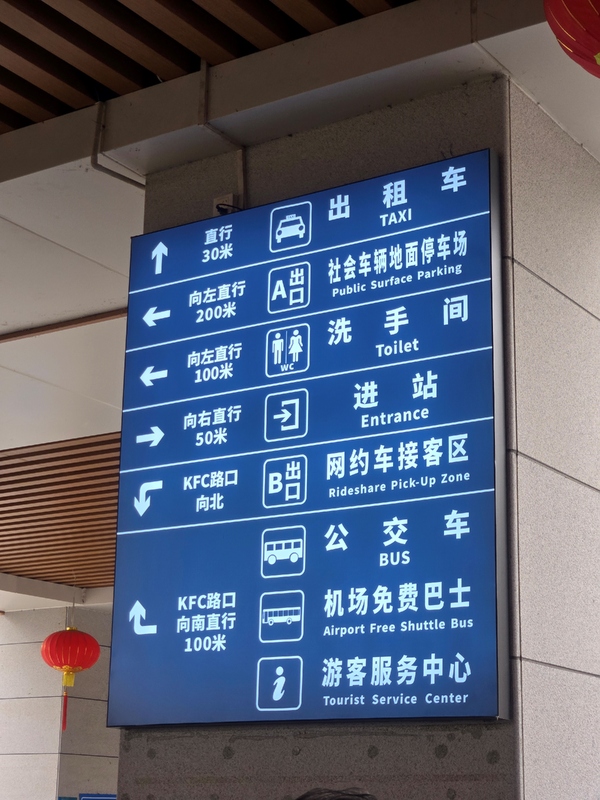 直行
30米
出租车
TAXI
向左直行
200米
A出口
社会车辆地面停车场
Public Surface Parking
向左直行
100米
WC
洗手间
Toilet
向右直行
50米
进站
Entrance
KFC路口
向北
B出口
网约车接客区
Rideshare Pick-Up Zone
公交车
BUS
KFC路口
向南直行
100米
机场免费巴士
Airport Free Shuttle Bus
i
游客服务中心
Tourist Service Center